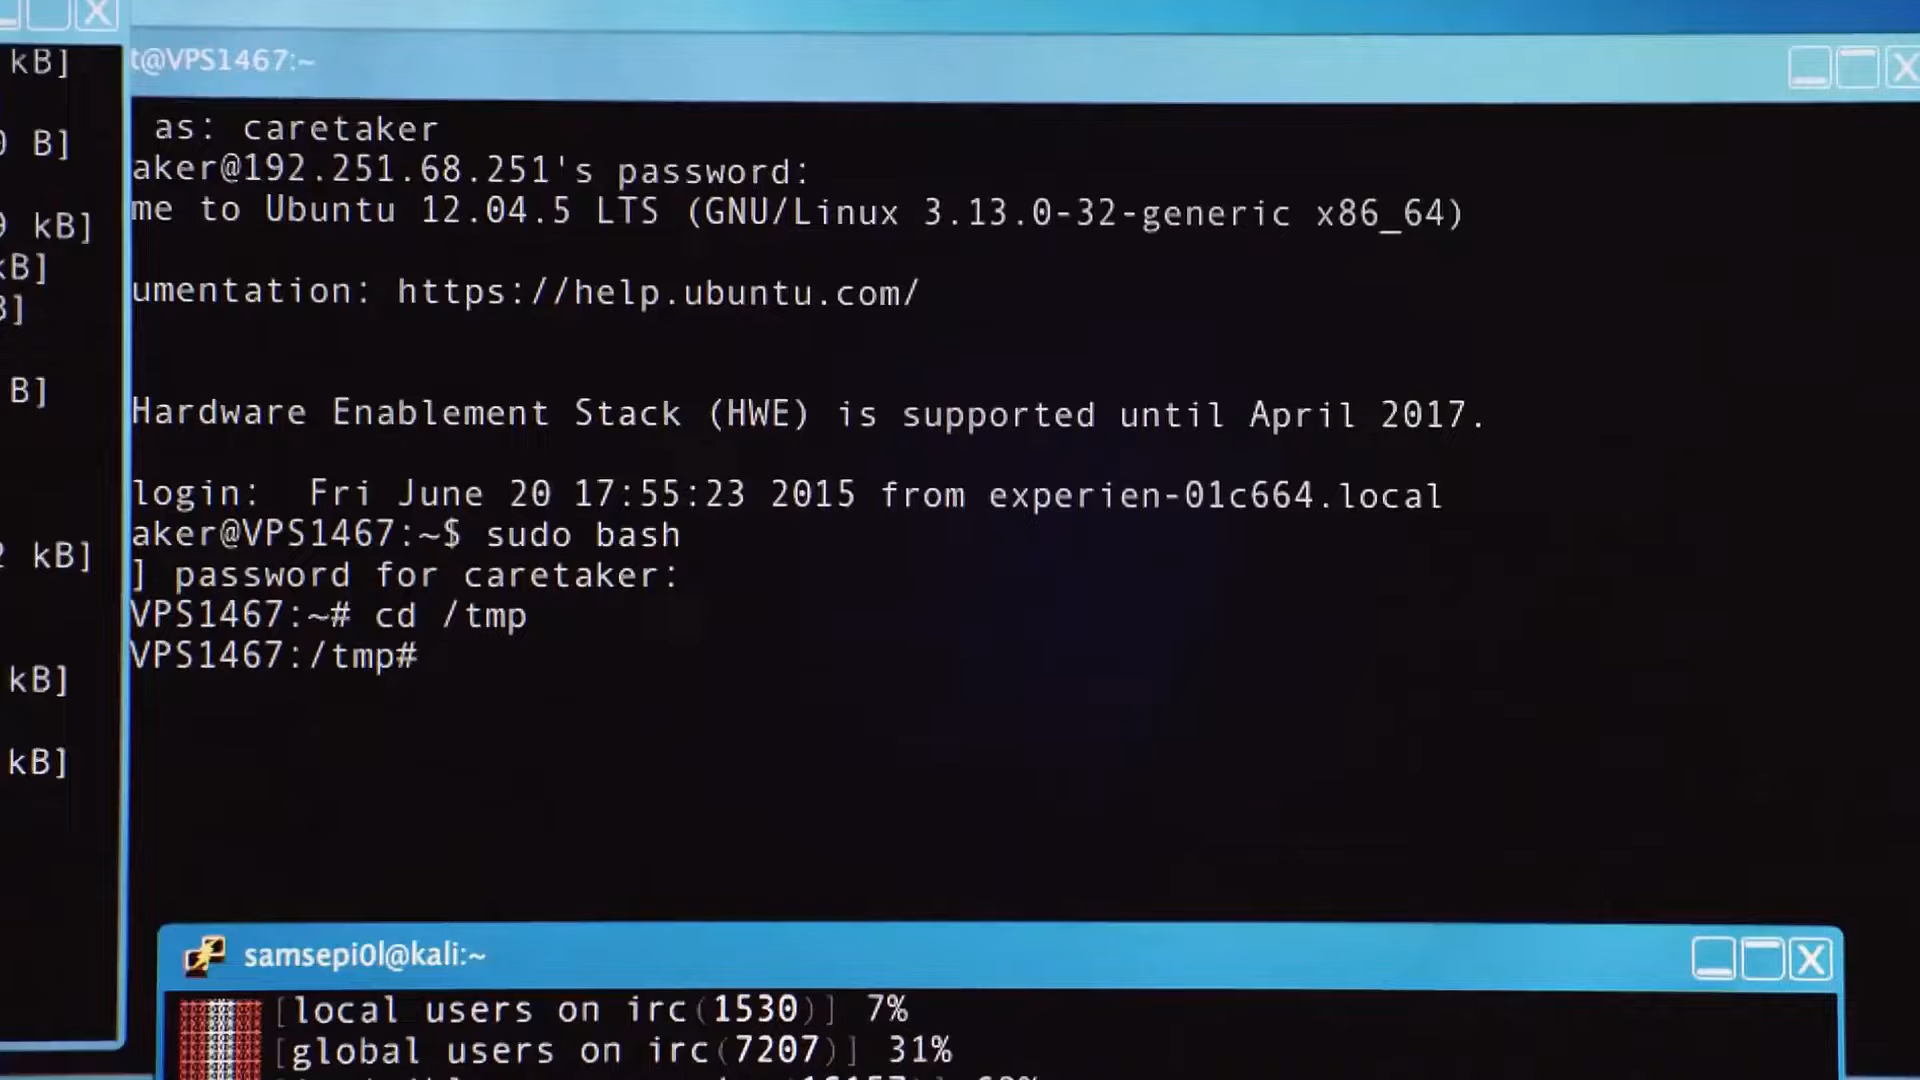 kB]
B]
kB]
kB]
B]
kB]
kB]
kB]
t@VPS1467:~
as: caretaker
aker@192.251.68.251's password:
me to Ubuntu 12.04.5 LTS (GNU/Linux 3.13.0-32-generic x86_64)
umentation: https://help.ubuntu.com/
Hardware Enablement Stack (HWE) is supported until April 2017.
login:  Fri June 20 17:55:23 2015 from experien-01c664.local
aker@VPS1467:~$ sudo bash
] password for caretaker:
VPS1467:~# cd /tmp
VPS1467:/tmp#
samsepi0l@kali:~
[local users on irc(1530)] 7%
[global users on irc(7207)] 31%